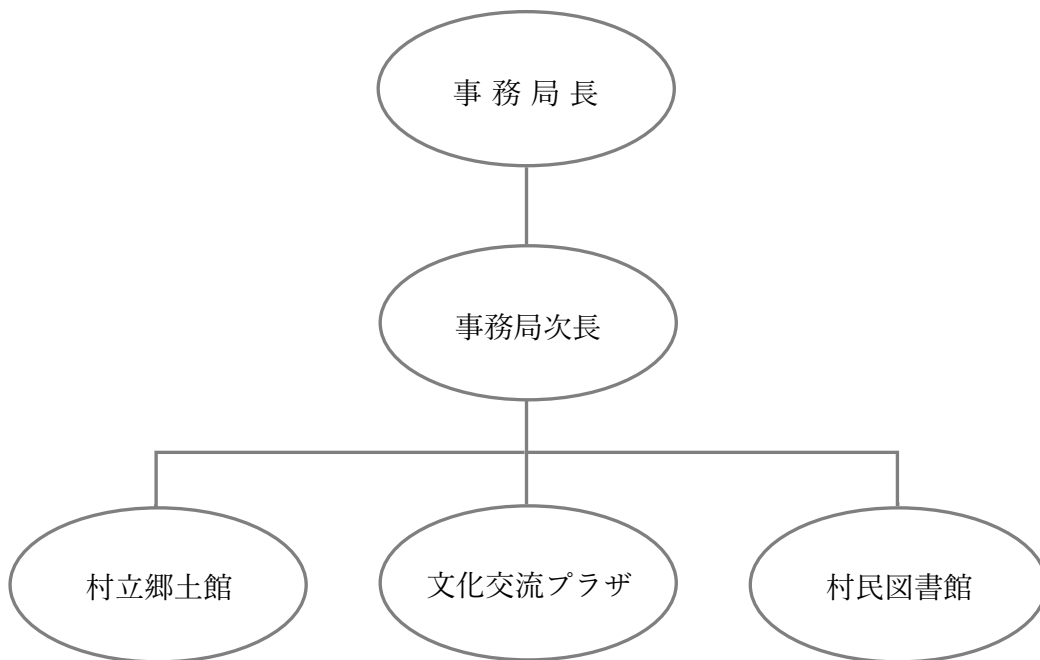 事 務 局 長
事務局次長
村立郷土館
文化交流プラザ
村民図書館